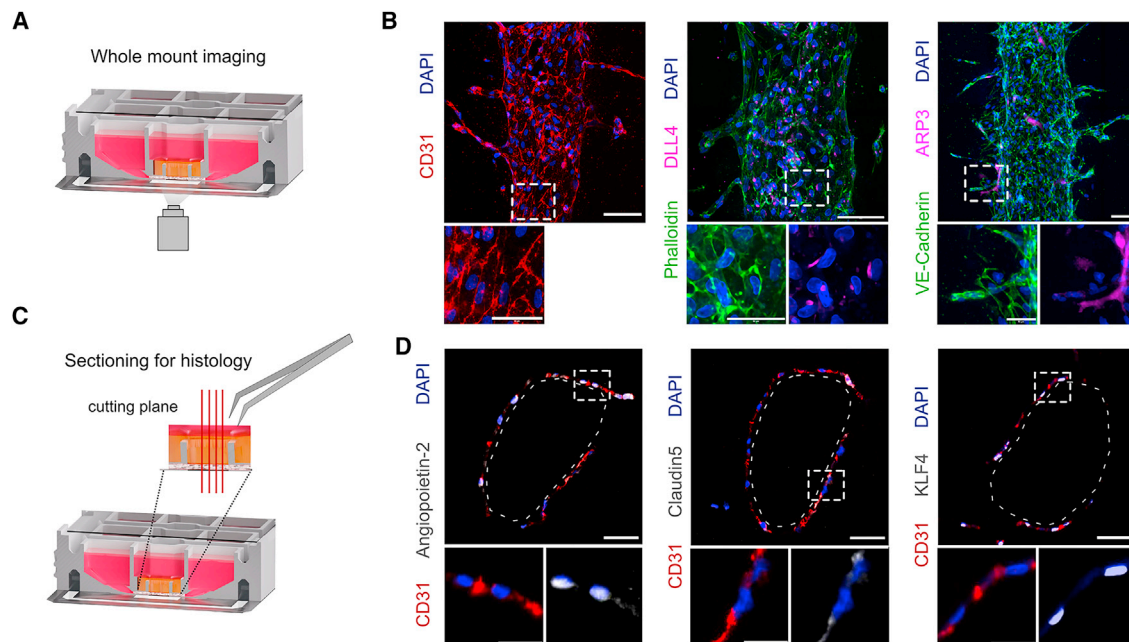 A
Whole mount imaging
B
CD31 DAPI
Phalloidin DLL4 DAPI
VE-Cadherin ARP3 DAPI
C
Sectioning for histology
cutting plane
D
CD31 Angiopoietin-2 DAPI
CD31 Claudin5 DAPI
CD31 KLF4 DAPI